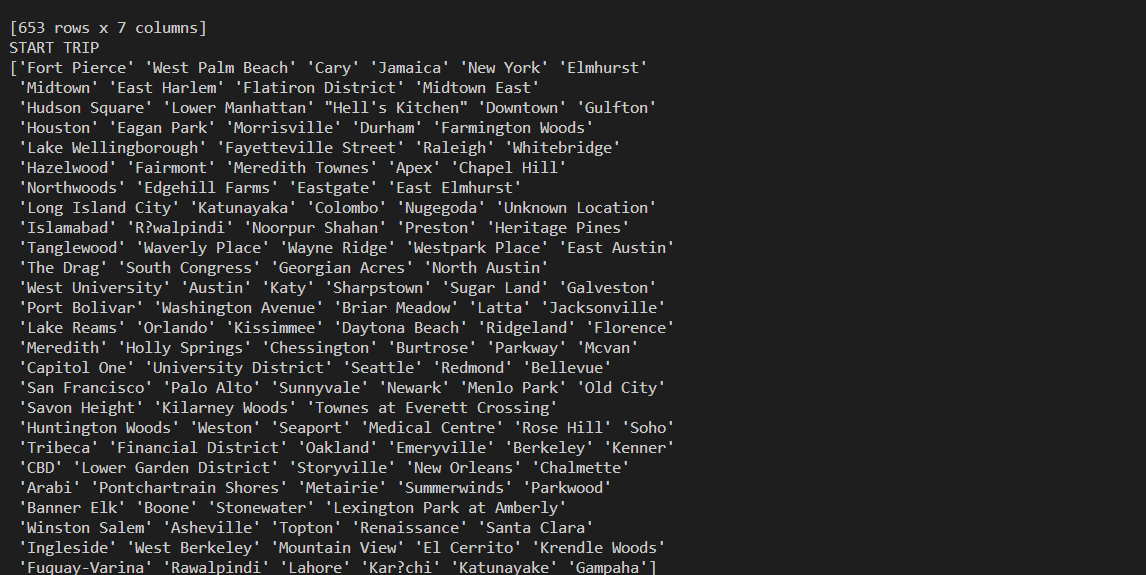 [653 rows x 7 columns]
START TRIP
['Fort Pierce' 'West Palm Beach' 'Cary' 'Jamaica' 'New York' 'Elmhurst'
'Midtown' 'East Harlem' 'Flatiron District' 'Midtown East'
'Hudson Square' 'Lower Manhattan' "Hell's Kitchen" 'Downtown' 'Gulfton'
'Houston' 'Eagan Park' 'Morrisville' 'Durham' 'Farmington Woods'
'Lake Wellingborough' 'Fayetteville Street' 'Raleigh' 'Whitebridge'
'Hazelwood' 'Fairmont' 'Meredith Townes' 'Apex' 'Chapel Hill'
'Northwoods' 'Edgehill Farms' 'Eastgate' 'East Elmhurst'
'Long Island City' 'Katunayaka' 'Colombo' 'Nugegoda' 'Unknown Location'
'Islamabad' 'R?walpindi' 'Noorpur Shahan' 'Preston' 'Heritage Pines'
'Tanglewood' 'Waverly Place' 'Wayne Ridge' 'Westpark Place' 'East Austin'
'The Drag' 'South Congress' 'Georgian Acres' 'North Austin'
'West University' 'Austin' 'Katy' 'Sharpstown' 'Sugar Land' 'Galveston'
'Port Bolivar' 'Washington Avenue' 'Briar Meadow' 'Latta' 'Jacksonville'
'Lake Reams' 'Orlando' 'Kissimmee' 'Daytona Beach' 'Ridgeland' 'Florence'
'Meredith' 'Holly Springs' 'Chessington' 'Burtrose' 'Parkway' 'Mcvan'
'Capitol One' 'University District' 'Seattle' 'Redmond' 'Bellevue'
'San Francisco' 'Palo Alto' 'Sunnyvale' 'Newark' 'Menlo Park' 'Old City'
'Savon Height' 'Kilarney Woods' 'Townes at Everett Crossing'
'Huntington Woods' 'Weston' 'Seaport' 'Medical Centre' 'Rose Hill' 'Soho'
'Tribeca' 'Financial District' 'Oakland' 'Emeryville' 'Berkeley' 'Kenner'
'CBD' 'Lower Garden District' 'Storyville' 'New Orleans' 'Chalmette'
'Arabi' 'Pontchartrain Shores' 'Metairie' 'Summerwinds' 'Parkwood'
'Banner Elk' 'Boone' 'Stonewater' 'Lexington Park at Amberly'
'Winston Salem' 'Asheville' 'Topton' 'Renaissance' 'Santa Clara'
'Ingleside' 'West Berkeley' 'Mountain View' 'El Cerrito' 'Krendle Woods'
'Fuquay-Varina' 'Rawalpindi' 'Lahore' 'Kar?chi' 'Katunayake' 'Gampaha']